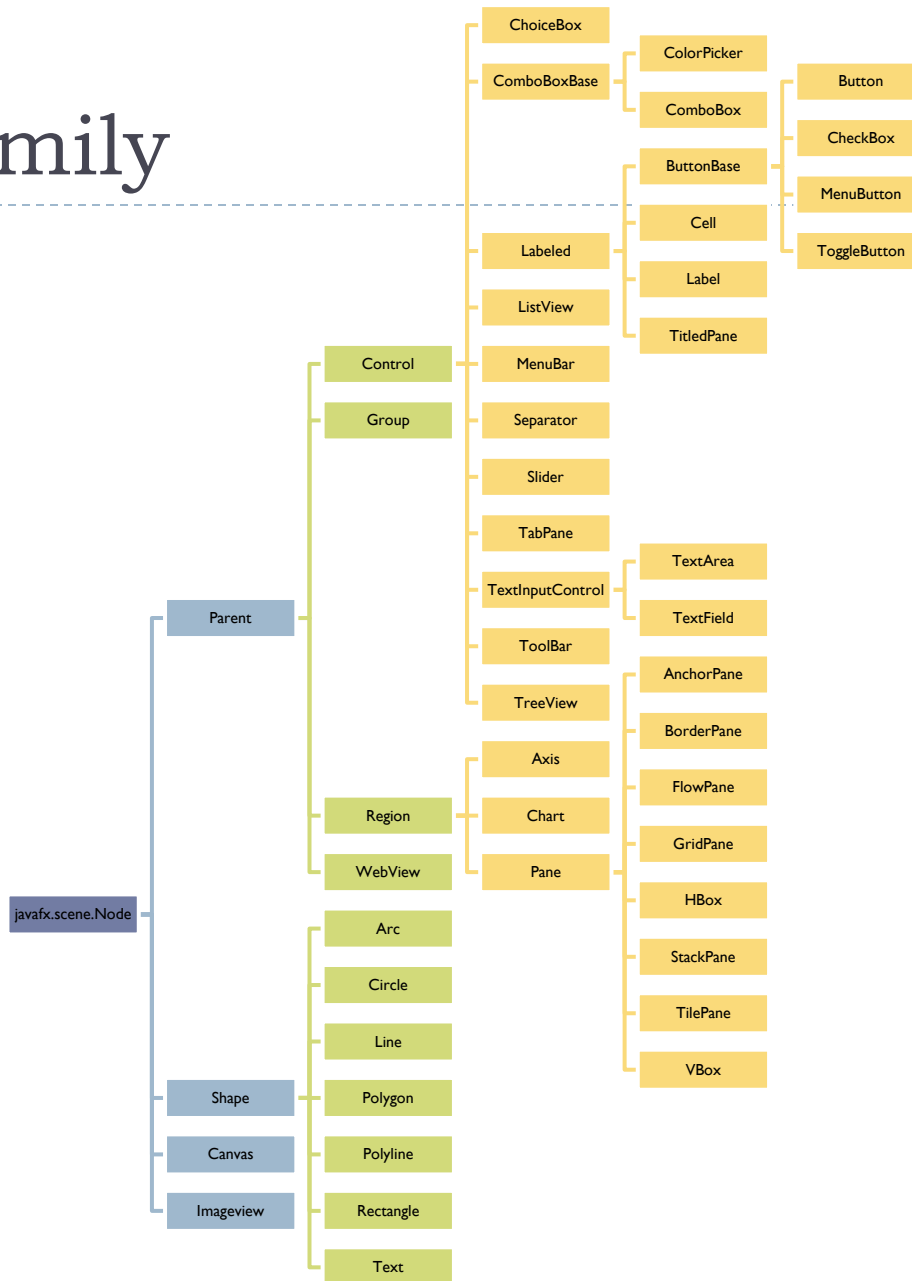 mily
ChoiceBox
ComboBoxBase
ColorPicker
ComboBox
Button
CheckBox
MenuButton
ToggleButton
ButtonBase
Cell
Label
TitledPane
Labeled
ListView
MenuBar
Separator
Slider
TabPane
TextInputControl
ToolBar
TreeView
TextArea
TextField
Control
Group
Region
WebView
Axis
Chart
Pane
AnchorPane
BorderPane
FlowPane
GridPane
HBox
StackPane
TilePane
VBox
Parent
javafx.scene.Node
Shape
Canvas
Imageview
Arc
Circle
Line
Polygon
Polyline
Rectangle
Text